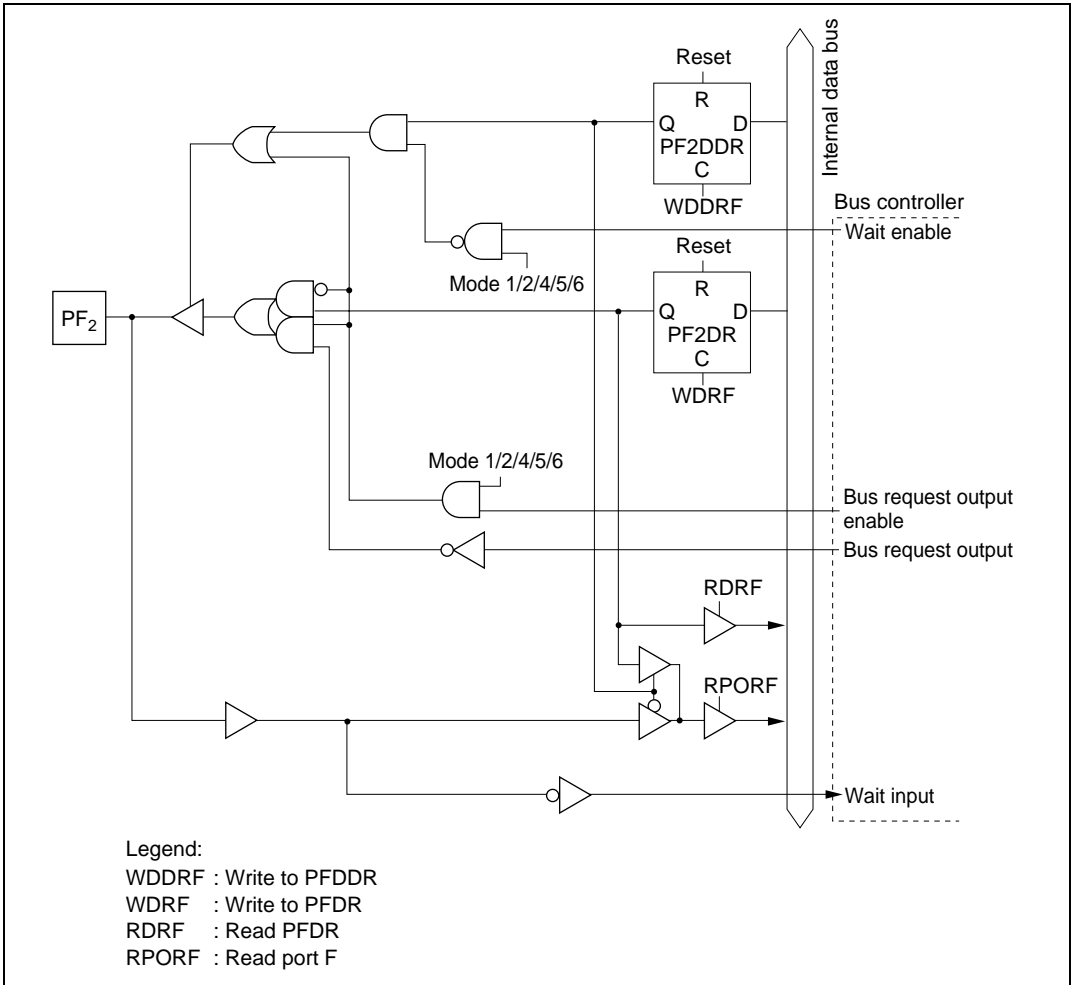 Reset
R
Q D
PF2DDR
C
WDDRF
Internal data bus
Bus controller
Wait enable
Mode 1/2/4/5/6
Reset
R
Q D
PF2DR
C
WDRF
PF2
Mode 1/2/4/5/6
Bus request output
enable
Bus request output
RDRF
RPORF
Wait input
Legend:
WDDRF : Write to PFDDR
WDRF : Write to PFDR
RDRF : Read PFDR
RPORF : Read port F